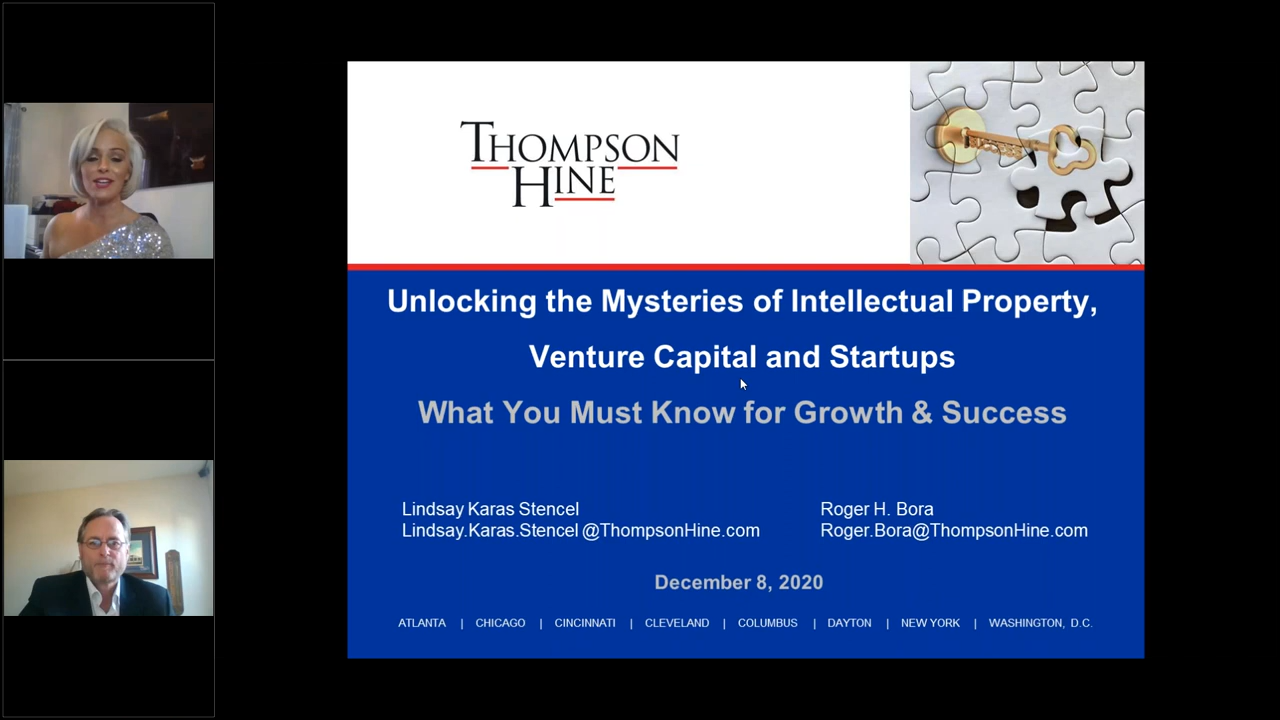 THOMPSON
HINE
Unlocking the Mysteries of Intellectual Property,
Venture Capital and Startups
What You Must Know for Growth & Success
Lindsay Karas Stencel
Lindsay.Karas.Stencel @ThompsonHine.com
Roger H. Bora
Roger.Bora@ThompsonHine.com
December 8, 2020
ATLANTA | CHICAGO | CINCINNATI | CLEVELAND | COLUMBUS | DAYTON | NEW YORK | WASHINGTON, D.C.